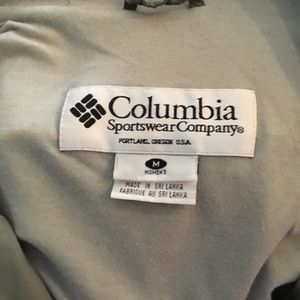 Columbia
Sportswear Company®
PORTLAND, OREGON U.S.A.
M
WOMEN'S
MADE IN SRI LANKA
FABRIQUE AU SRI LANKA